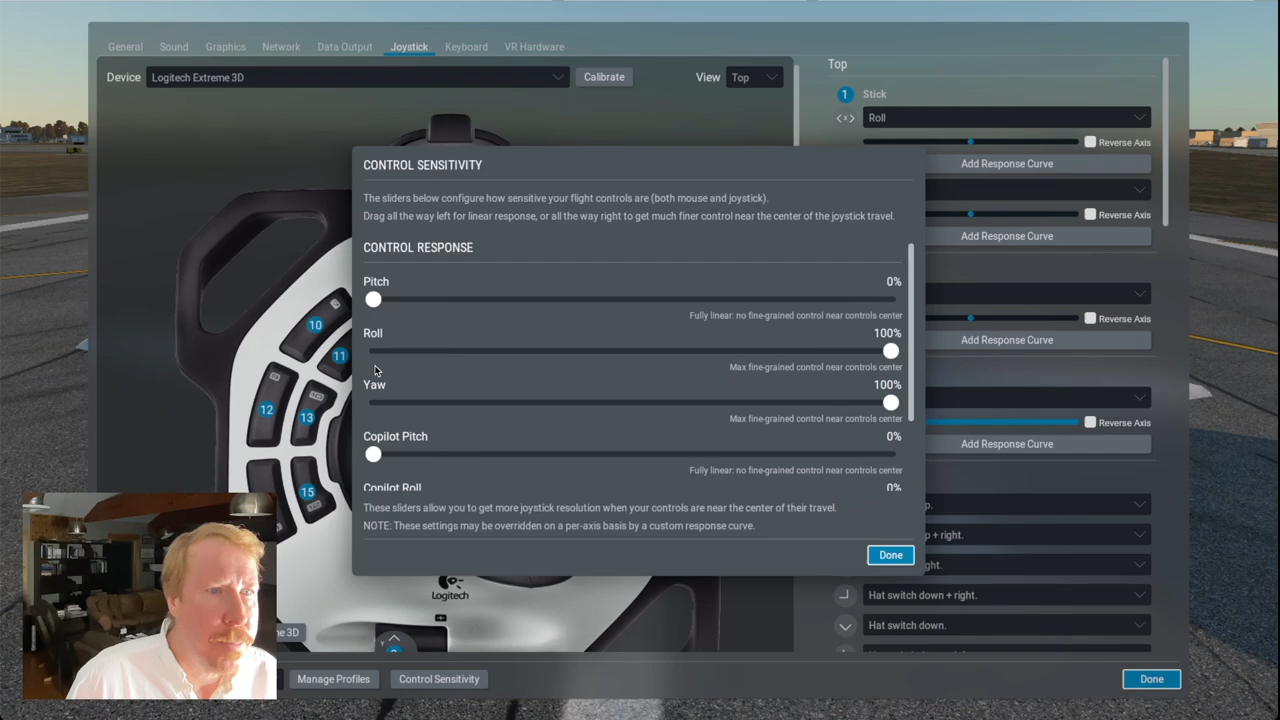 General Sound Graphics Network Data Output Joystick Keyboard VR Hardware
Device Logitech Extreme 3D Calibrate View Top
Top
1 Stick
Roll
Reverse Axis
Add Response Curve
Reverse Axis
Add Response Curve
Reverse Axis
Add Response Curve
Reverse Axis
Add Response Curve
CONTROL SENSITIVITY
The sliders below configure how sensitive your flight controls are (both mouse and joystick).
Drag all the way left for linear response, or all the way right to get much finer control near the center of the joystick travel.
CONTROL RESPONSE
Pitch 0%
Fully linear: no fine-grained control near controls center
Roll 100%
Max fine-grained control near controls center
Yaw 100%
Max fine-grained control near controls center
Copilot Pitch 0%
Fully linear: no fine-grained control near controls center
Copilot Roll 0%
These sliders allow you to get more joystick resolution when your controls are near the center of their travel.
NOTE: These settings may be overridden on a per-axis basis by a custom response curve.
Done
10
11
12
13
15
Logitech
ne 3D
p.
p + right.
ght.
Hat switch down + right.
Hat switch down.
Manage Profiles Control Sensitivity Done